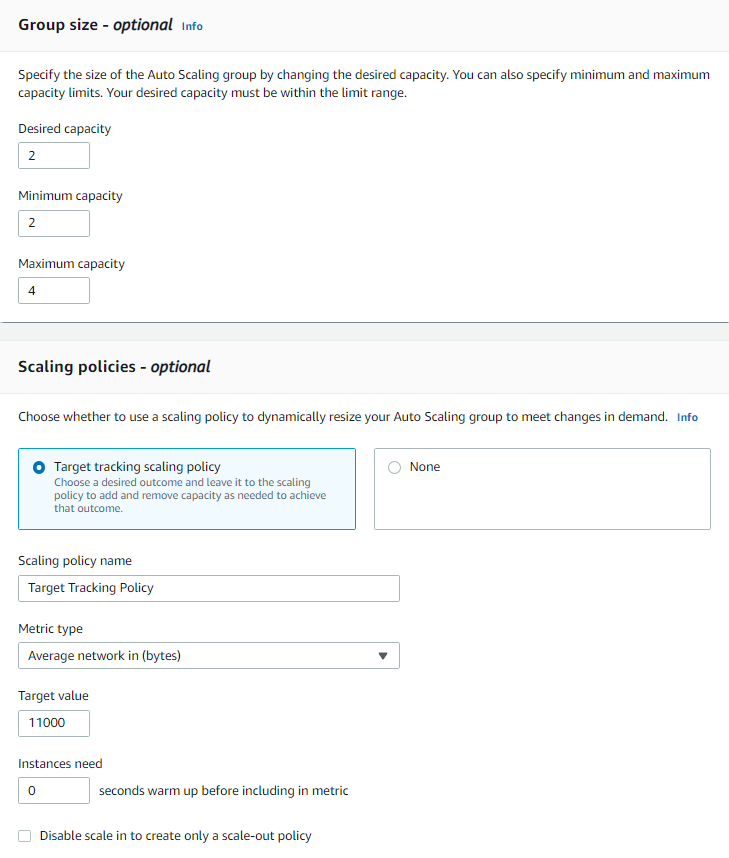 Group size - optional Info
Specify the size of the Auto Scaling group by changing the desired capacity. You can also specify minimum and maximum
capacity limits. Your desired capacity must be within the limit range.
Desired capacity
2
Minimum capacity
2
Maximum capacity
4
Scaling policies - optional
Choose whether to use a scaling policy to dynamically resize your Auto Scaling group to meet changes in demand. Info
Target tracking scaling policy
Choose a desired outcome and leave it to the scaling
policy to add and remove capacity as needed to achieve
that outcome.
None
Scaling policy name
Target Tracking Policy
Metric type
Average network in (bytes)
Target value
11000
Instances need
0 seconds warm up before including in metric
Disable scale in to create only a scale-out policy